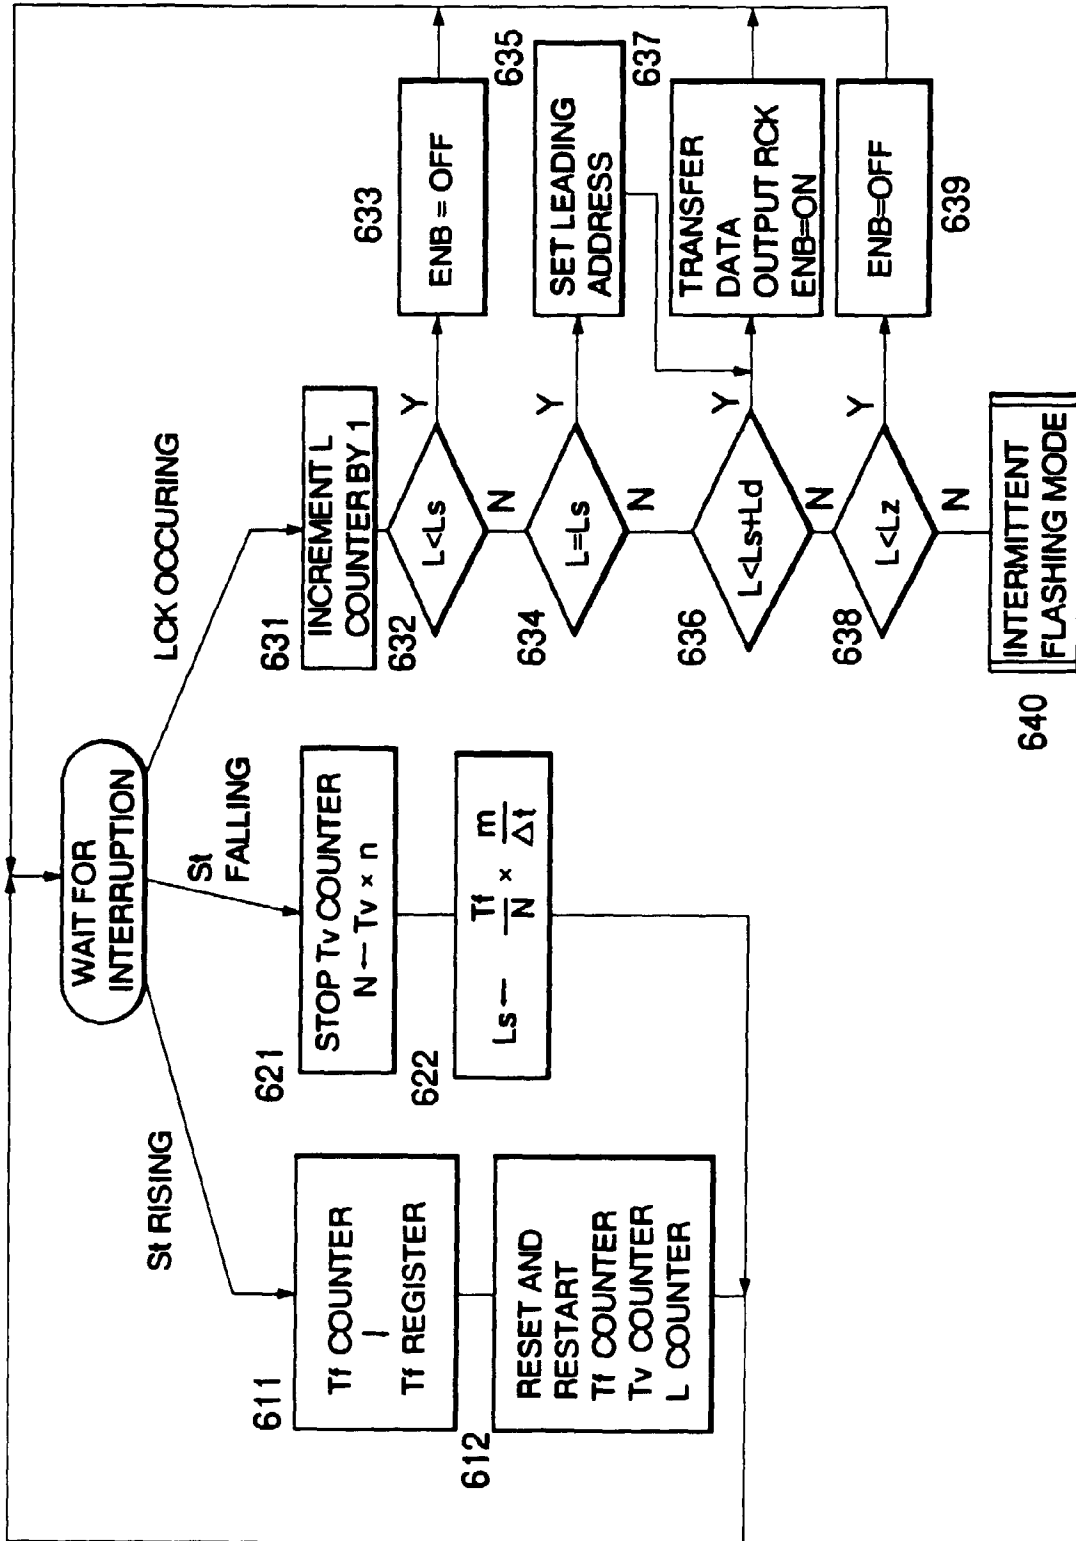 WAIT FOR
INTERRUPTION
St RISING
St
FALLING
LCK OCCURING
611
Tf COUNTER
Tf REGISTER
612
RESET AND
RESTART
Tf COUNTER
Tv COUNTER
L COUNTER
621
STOP Tv COUNTER
N ← Tv × n
622
Ls ← Tf/N × m/Δt
631
INCREMENT L
COUNTER BY 1
632
L<Ls
Y
N
633
ENB = OFF
634
L=Ls
Y
N
635
SET LEADING
ADDRESS
636
L<Ls+Ld
Y
N
637
TRANSFER
DATA
OUTPUT RCK
ENB=ON
638
L<Lz
Y
N
639
ENB=OFF
640
INTERMITTENT
FLASHING MODE